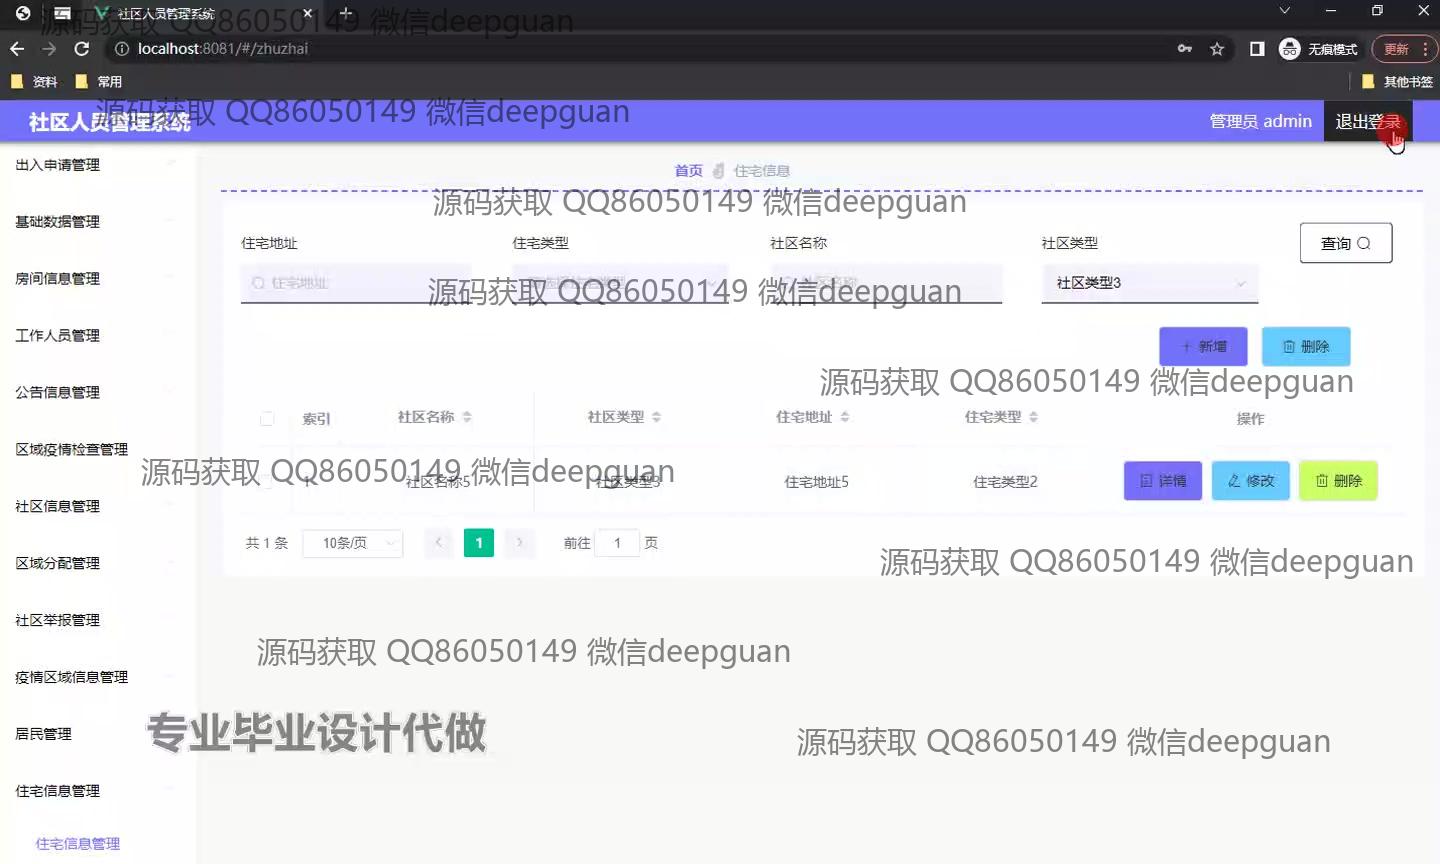 社区人员管理系统
源码获取 QQ86050149 微信deepguan
localhost:8081/#/zhuzhai
无痕模式
更新
资料
常用
其他书签
源码获取 QQ86050149 微信deepguan
社区人员管理系统
管理员 admin
退出登录
出入申请管理
基础数据管理
房间信息管理
工作人员管理
公告信息管理
区域疫情检查管理
社区信息管理
区域分配管理
社区举报管理
疫情区域信息管理
居民管理
住宅信息管理
住宅信息管理
首页 住宅信息
源码获取 QQ86050149 微信deepguan
住宅地址 住宅类型 社区名称 社区类型
查询
住宅地址
社区类型3
源码获取 QQ86050149 微信deepguan
新增 删除
源码获取 QQ86050149 微信deepguan
索引 社区名称 社区类型 住宅地址 住宅类型 操作
社区名称5 社区类型3 住宅地址5 住宅类型2 详情 修改 删除
源码获取 QQ86050149 微信deepguan
共 1 条 10条/页 1 前往 1 页
源码获取 QQ86050149 微信deepguan
源码获取 QQ86050149 微信deepguan
专业毕业设计代做
源码获取 QQ86050149 微信deepguan